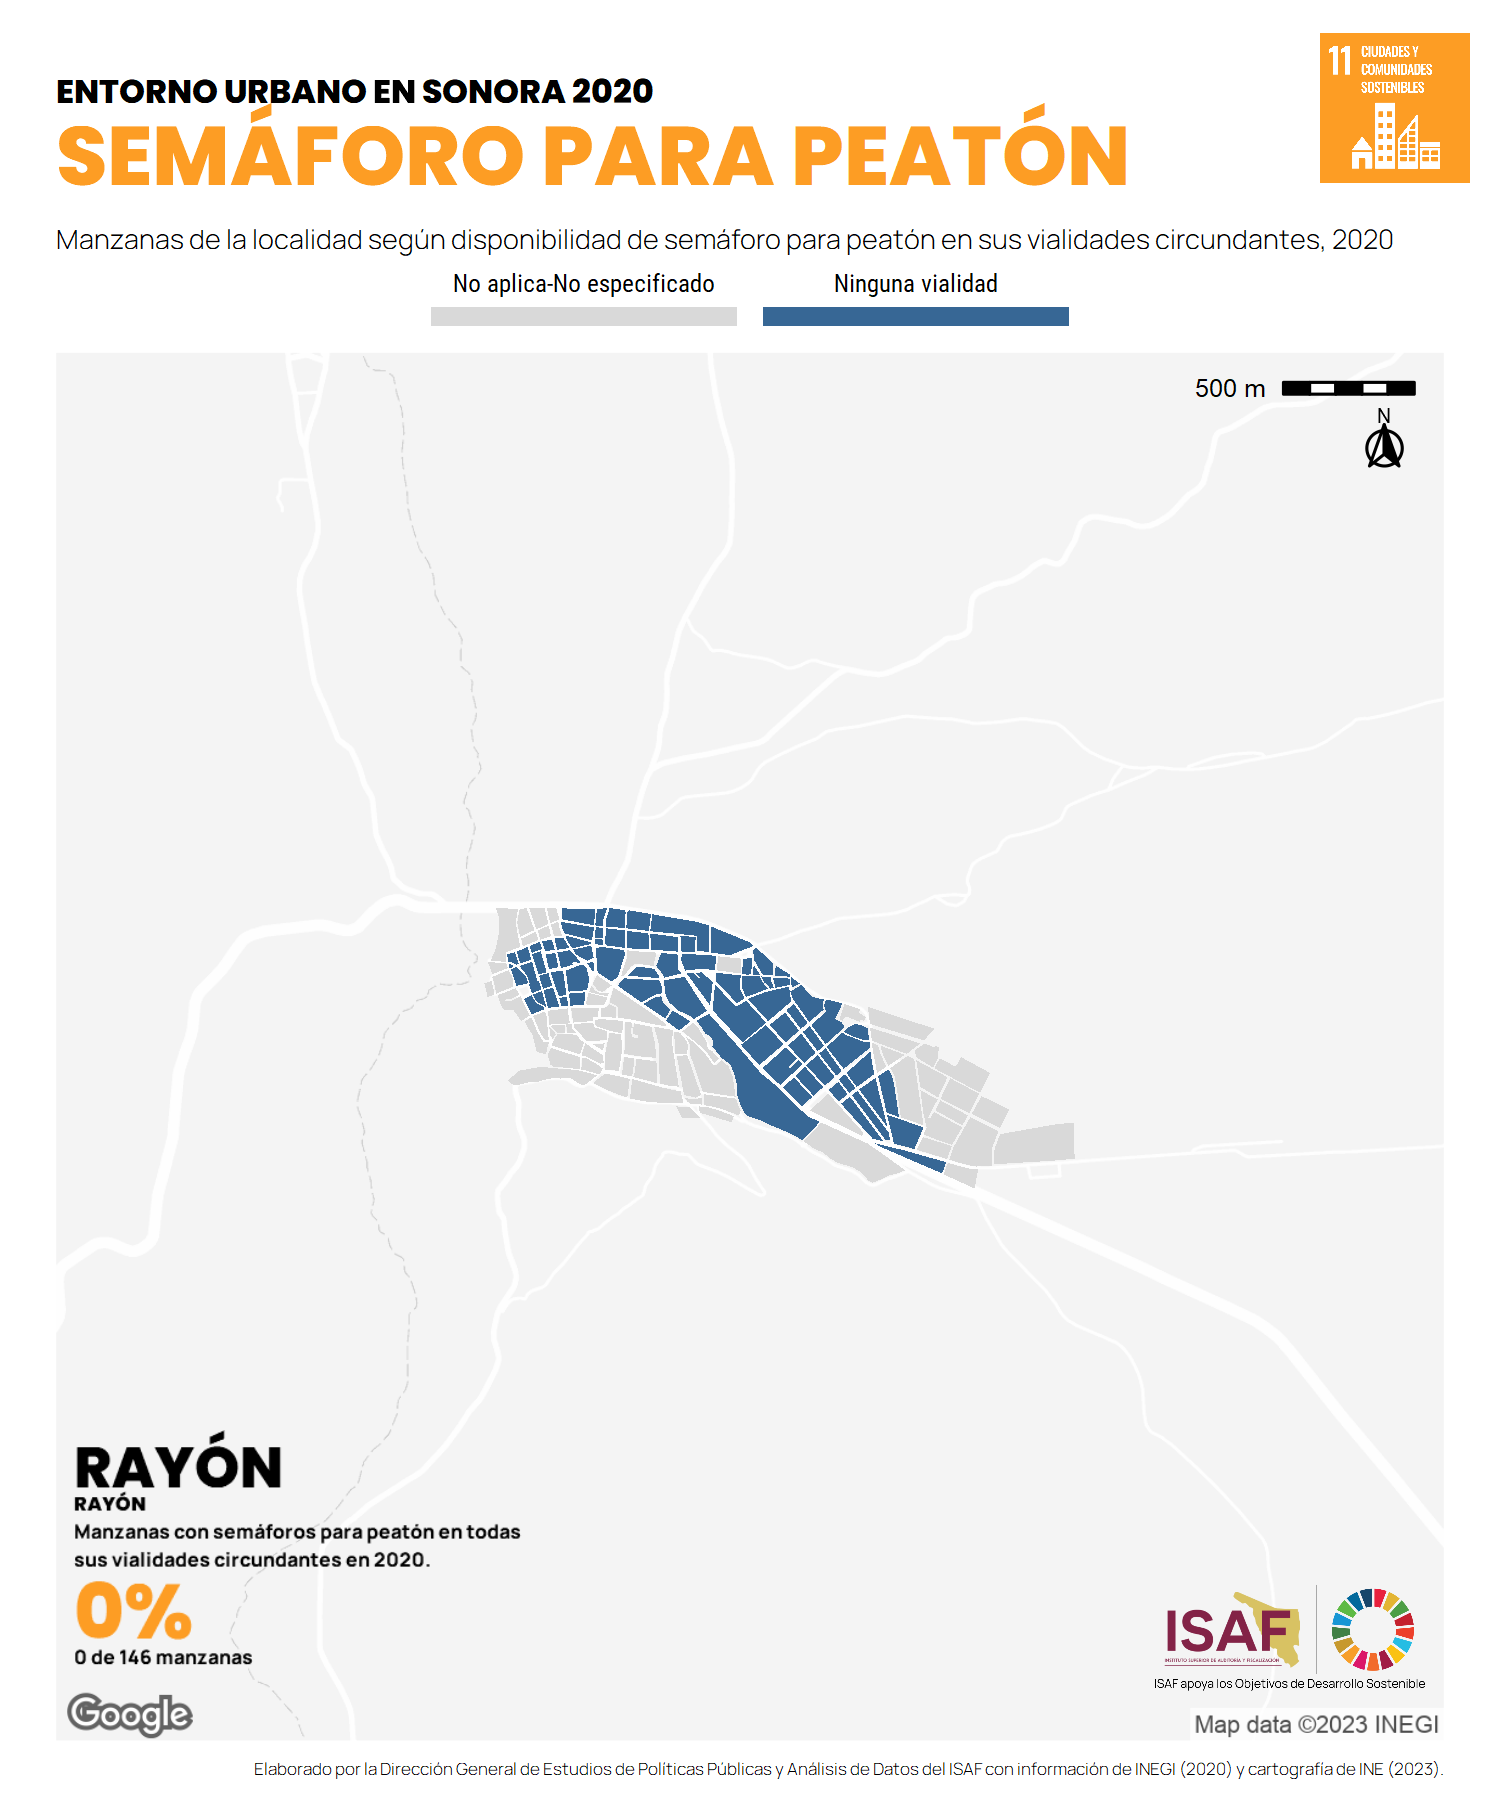 ENTORNO URBANO EN SONORA 2020
SEMÁFORO PARA PEATÓN
11 CIUDADES Y
COMUNIDADES
SOSTENIBLES
Manzanas de la localidad según disponibilidad de semáforo para peatón en sus vialidades circundantes, 2020
No aplica-No especificado
Ninguna vialidad
500 m
N
RAYÓN
RAYÓN
Manzanas con semáforos para peatón en todas
sus vialidades circundantes en 2020.
0%
0 de 146 manzanas
Google
ISAF
INSTITUTO SUPERIOR DE AUDITORÍA Y FISCALIZACIÓN
ISAF apoya los Objetivos de Desarrollo Sostenible
Map data ©2023 INEGI
Elaborado por la Dirección General de Estudios de Políticas Públicas y Análisis de Datos del ISAF con información de INEGI (2020) y cartografía de INE (2023).